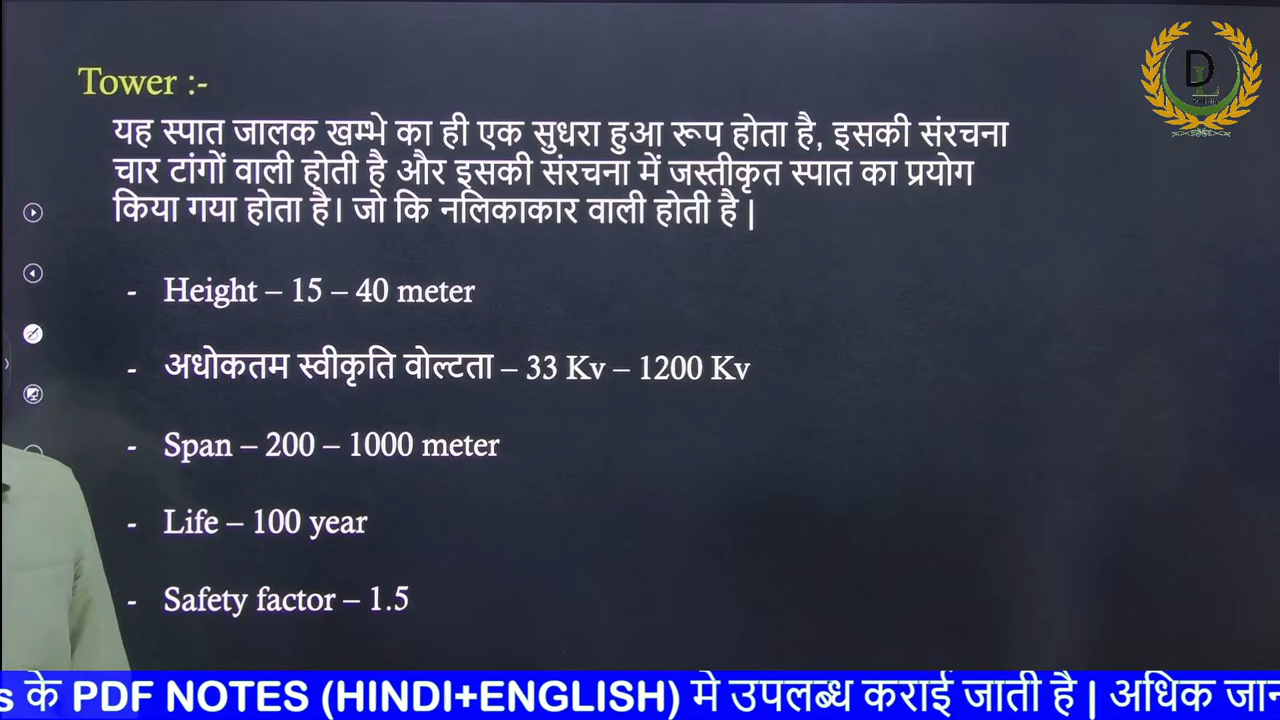 Tower :-
यह स्पात जालक खम्भे का ही एक सुधरा हुआ रूप होता है, इसकी संरचना
चार टांगों वाली होती है और इसकी संरचना में जस्तीकृत स्पात का प्रयोग
किया गया होता है। जो कि नलिकाकार वाली होती है |
- Height – 15 – 40 meter
- अधोकतम स्वीकृति वोल्टता – 33 Kv – 1200 Kv
- Span – 200 – 1000 meter
- Life – 100 year
- Safety factor – 1.5
s के PDF NOTES (HINDI+ENGLISH) मे उपलब्ध कराई जाती है | अधिक जान